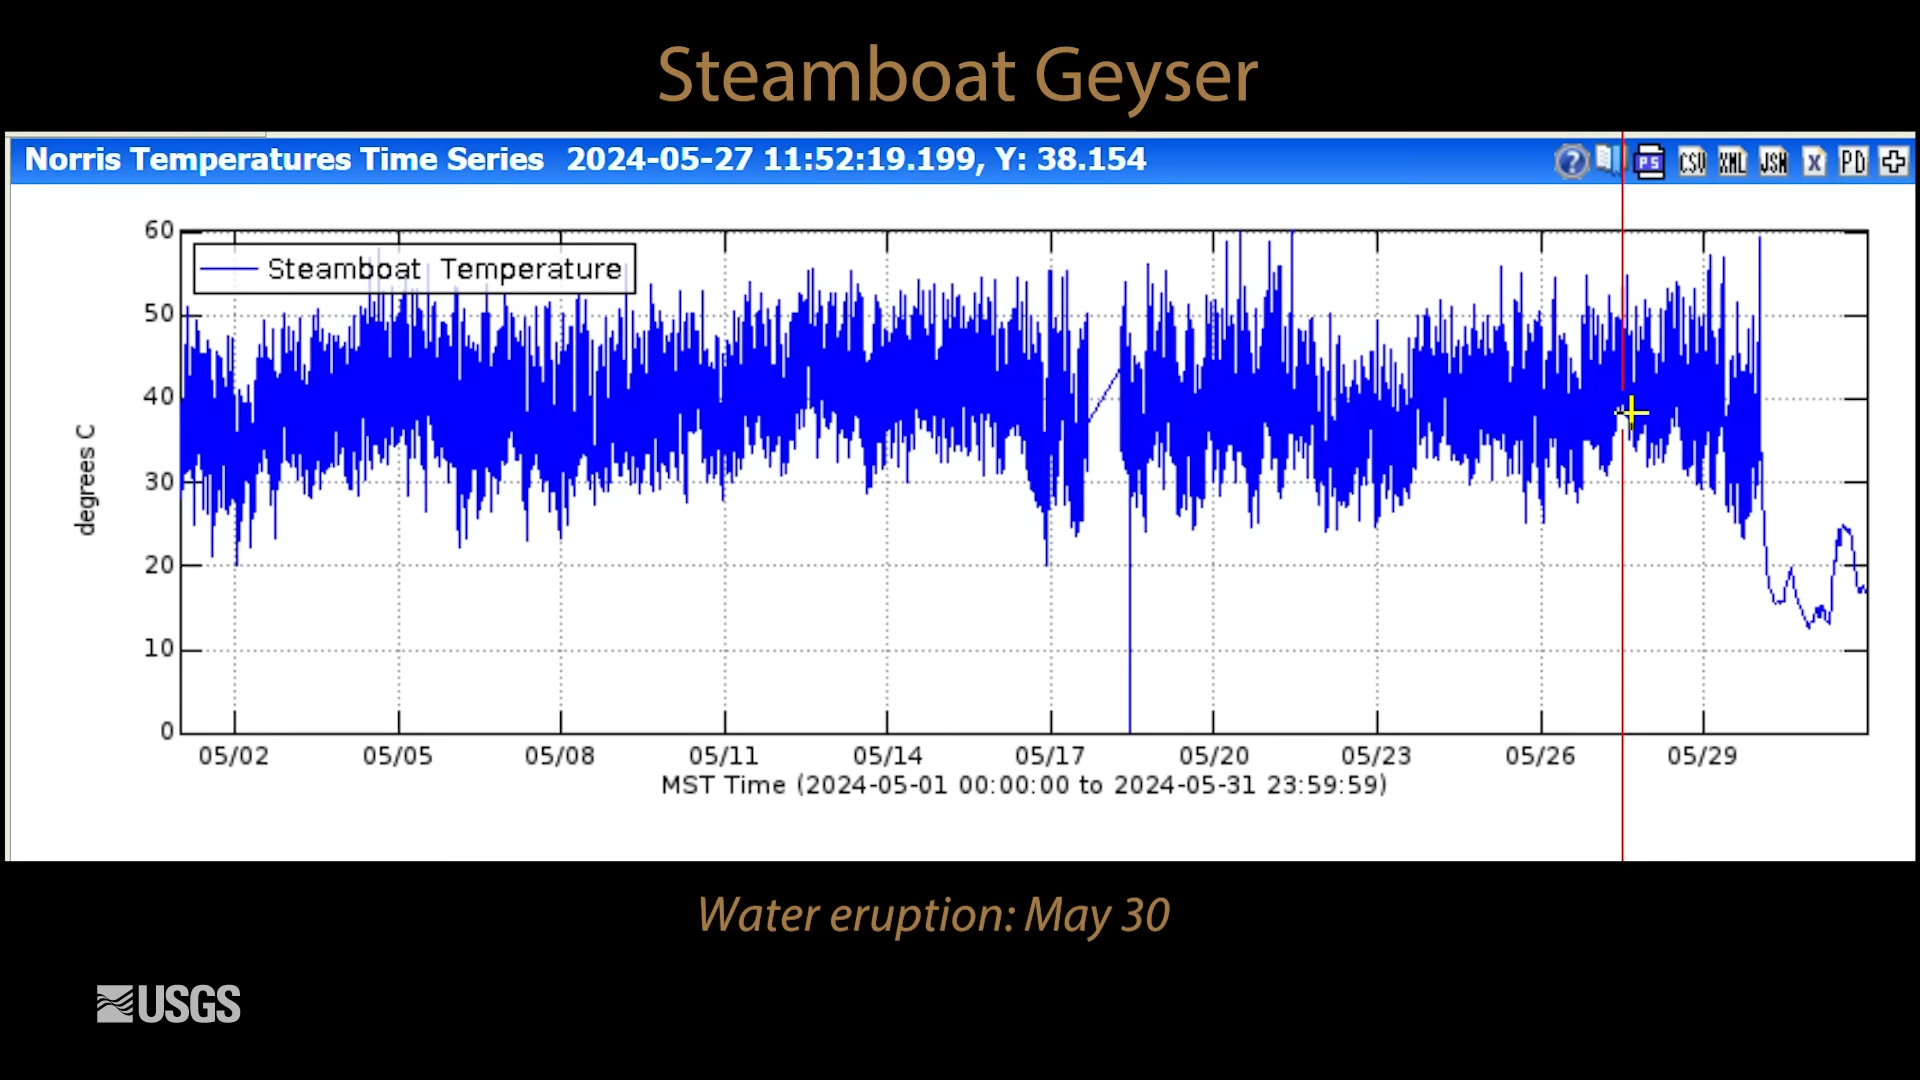 Steamboat Geyser
Norris Temperatures Time Series 2024-05-27 11:52:19.199, Y: 38.154
PS CSV XML JSN X PD
60
Steamboat Temperature
50
40
30
20
10
0
degrees C
05/02 05/05 05/08 05/11 05/14 05/17 05/20 05/23 05/26 05/29
MST Time (2024-05-01 00:00:00 to 2024-05-31 23:59:59)
Water eruption: May 30
USGS